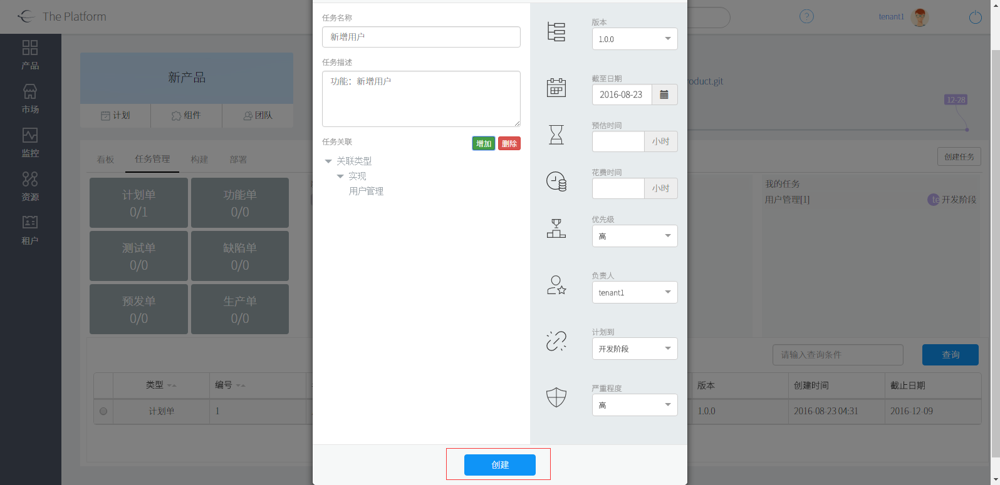 The Platform
tenant1
产品
市场
监控
资源
租户
新产品
计划
组件
团队
roduct.git
12-28
看板
任务管理
构建
部署
创建任务
计划单
0/1
功能单
0/0
测试单
0/0
缺陷单
0/0
预发单
0/0
生产单
0/0
我的任务
用户管理[1]
te 开发阶段
请输入查询条件
查询
类型
编号
版本
创建时间
截止日期
计划单
1
1.0.0
2016-08-23 04:31
2016-12-09
任务名称
新增用户
任务描述
功能：新增用户
任务关联
增加
删除
关联类型
实现
用户管理
版本
1.0.0
截至日期
2016-08-23
预估时间
小时
花费时间
小时
优先级
高
负责人
tenant1
计划到
开发阶段
严重程度
高
创建